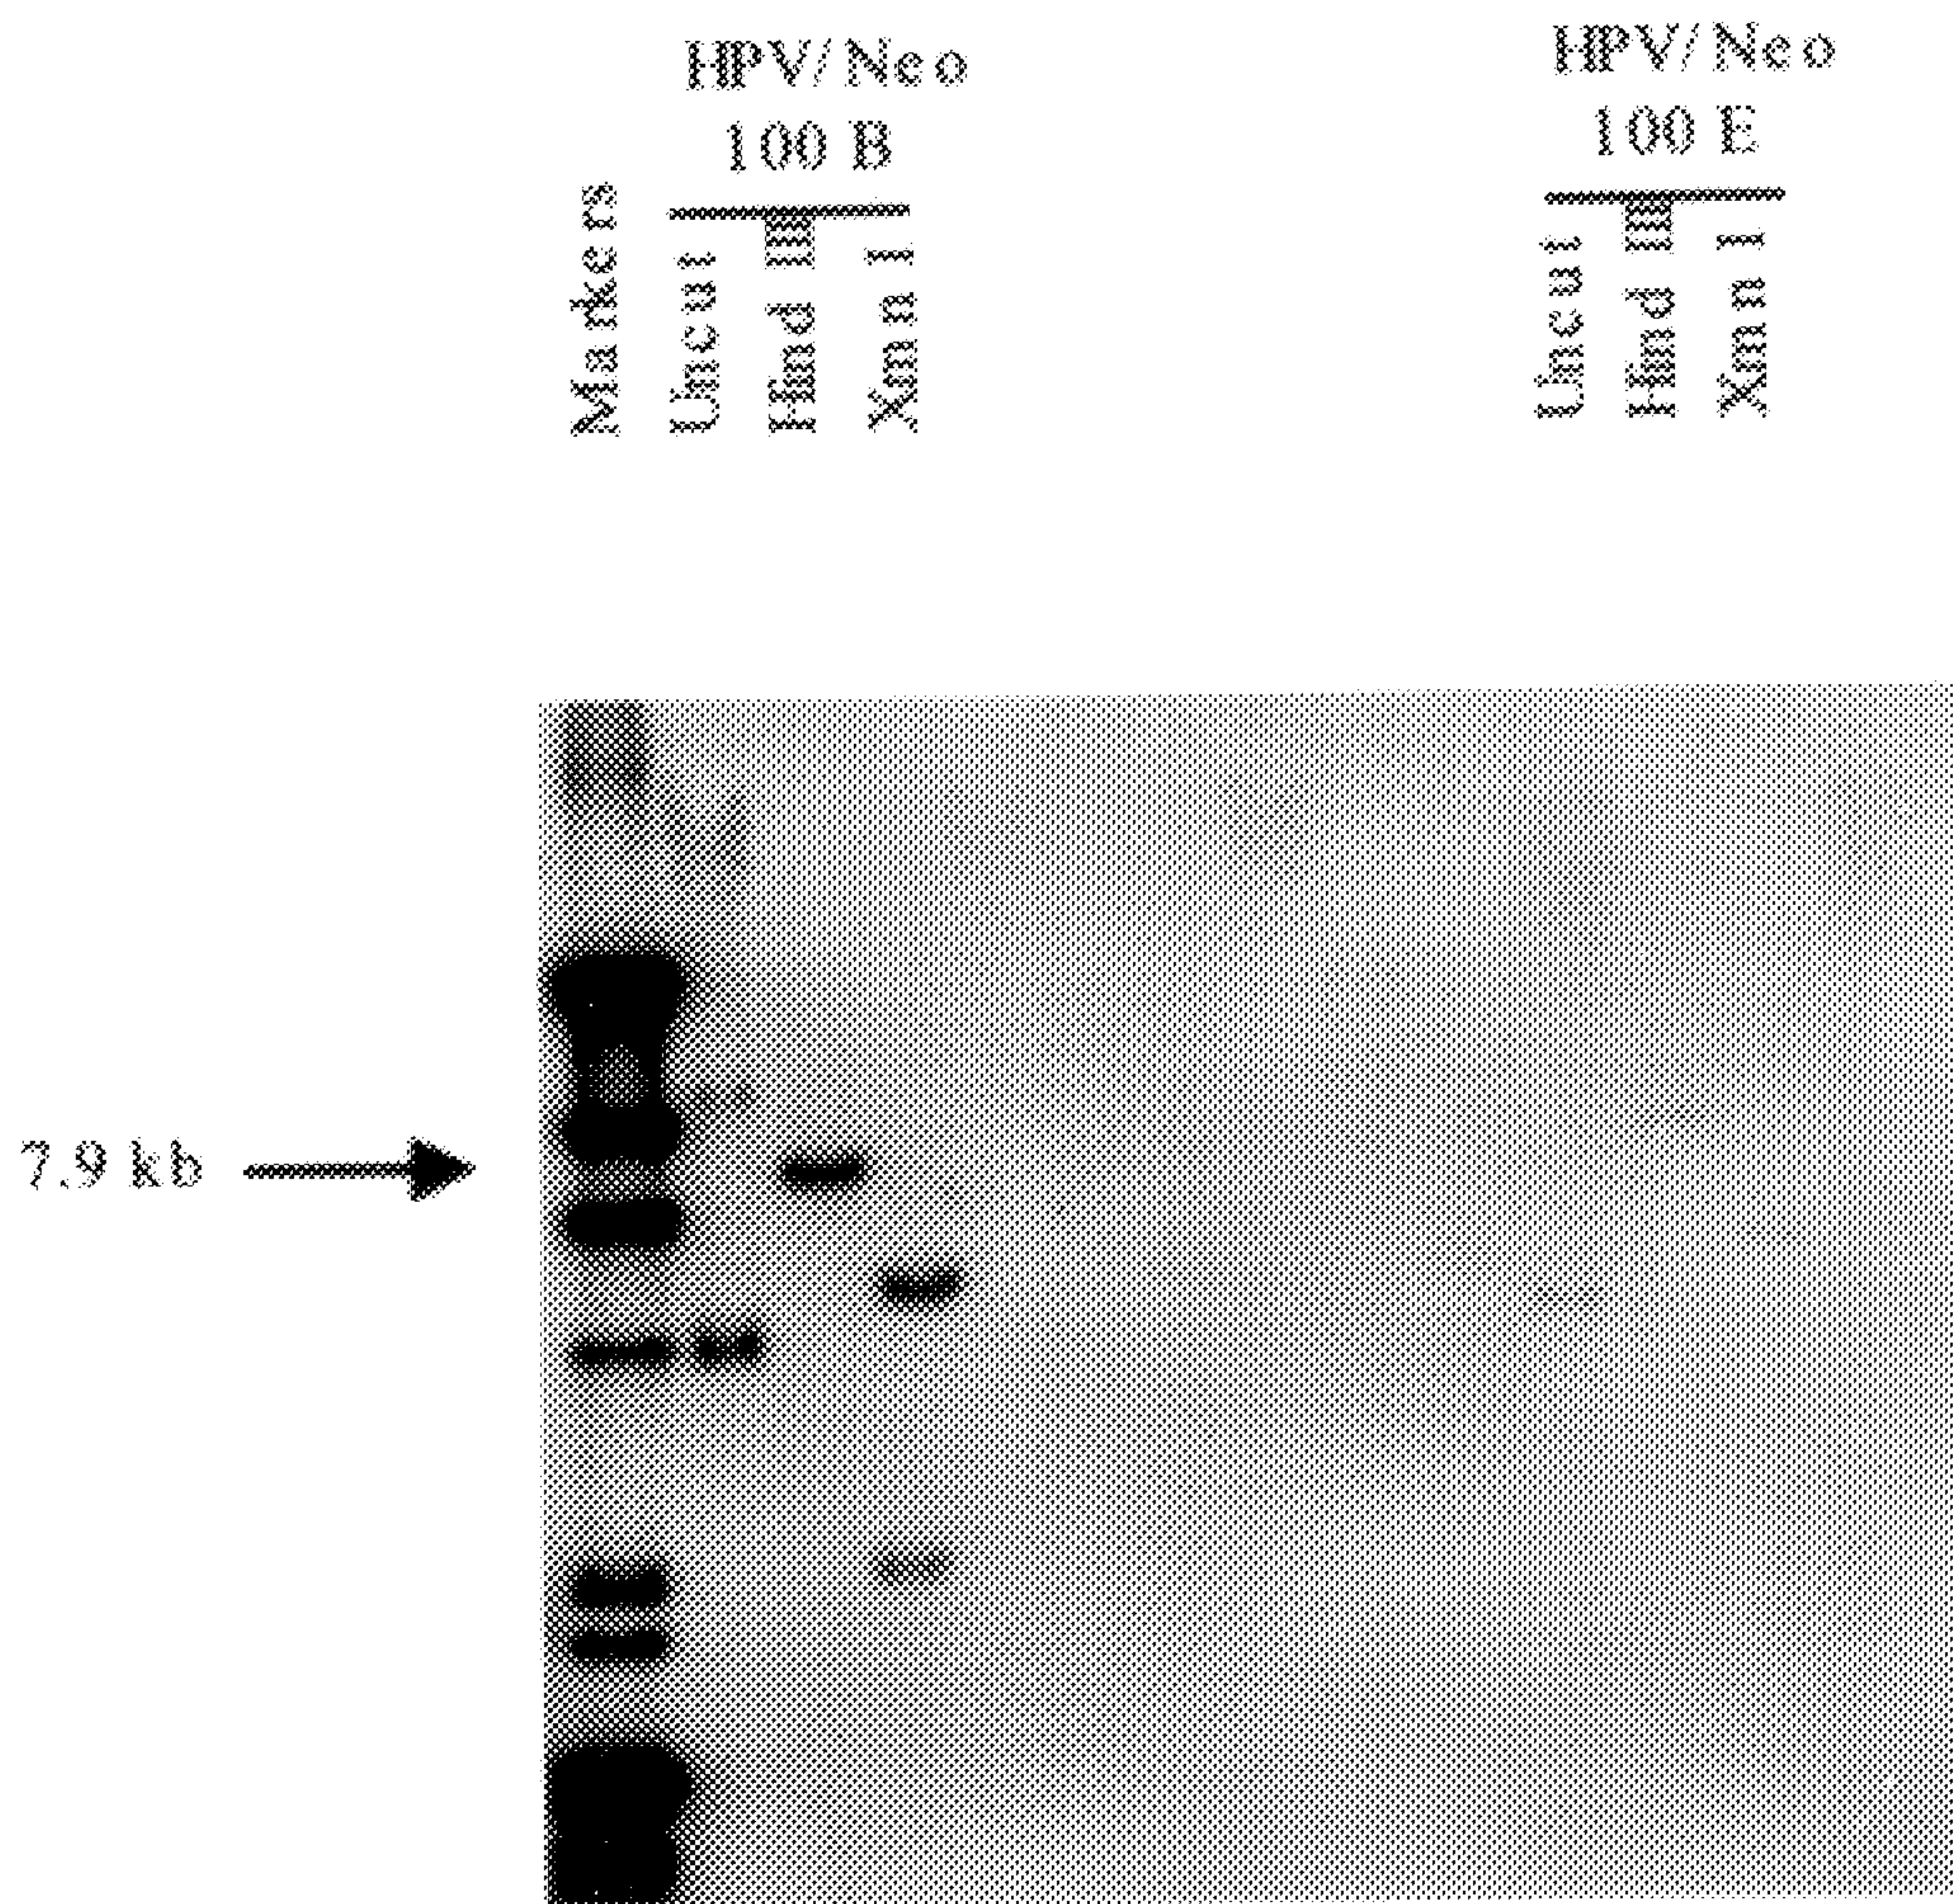 HPV/Neo
100 B
Markers
Uncut
Hind III
Xmn I
HPV/Neo
100 E
Uncut
Hind III
Xmn I
7.9 kb